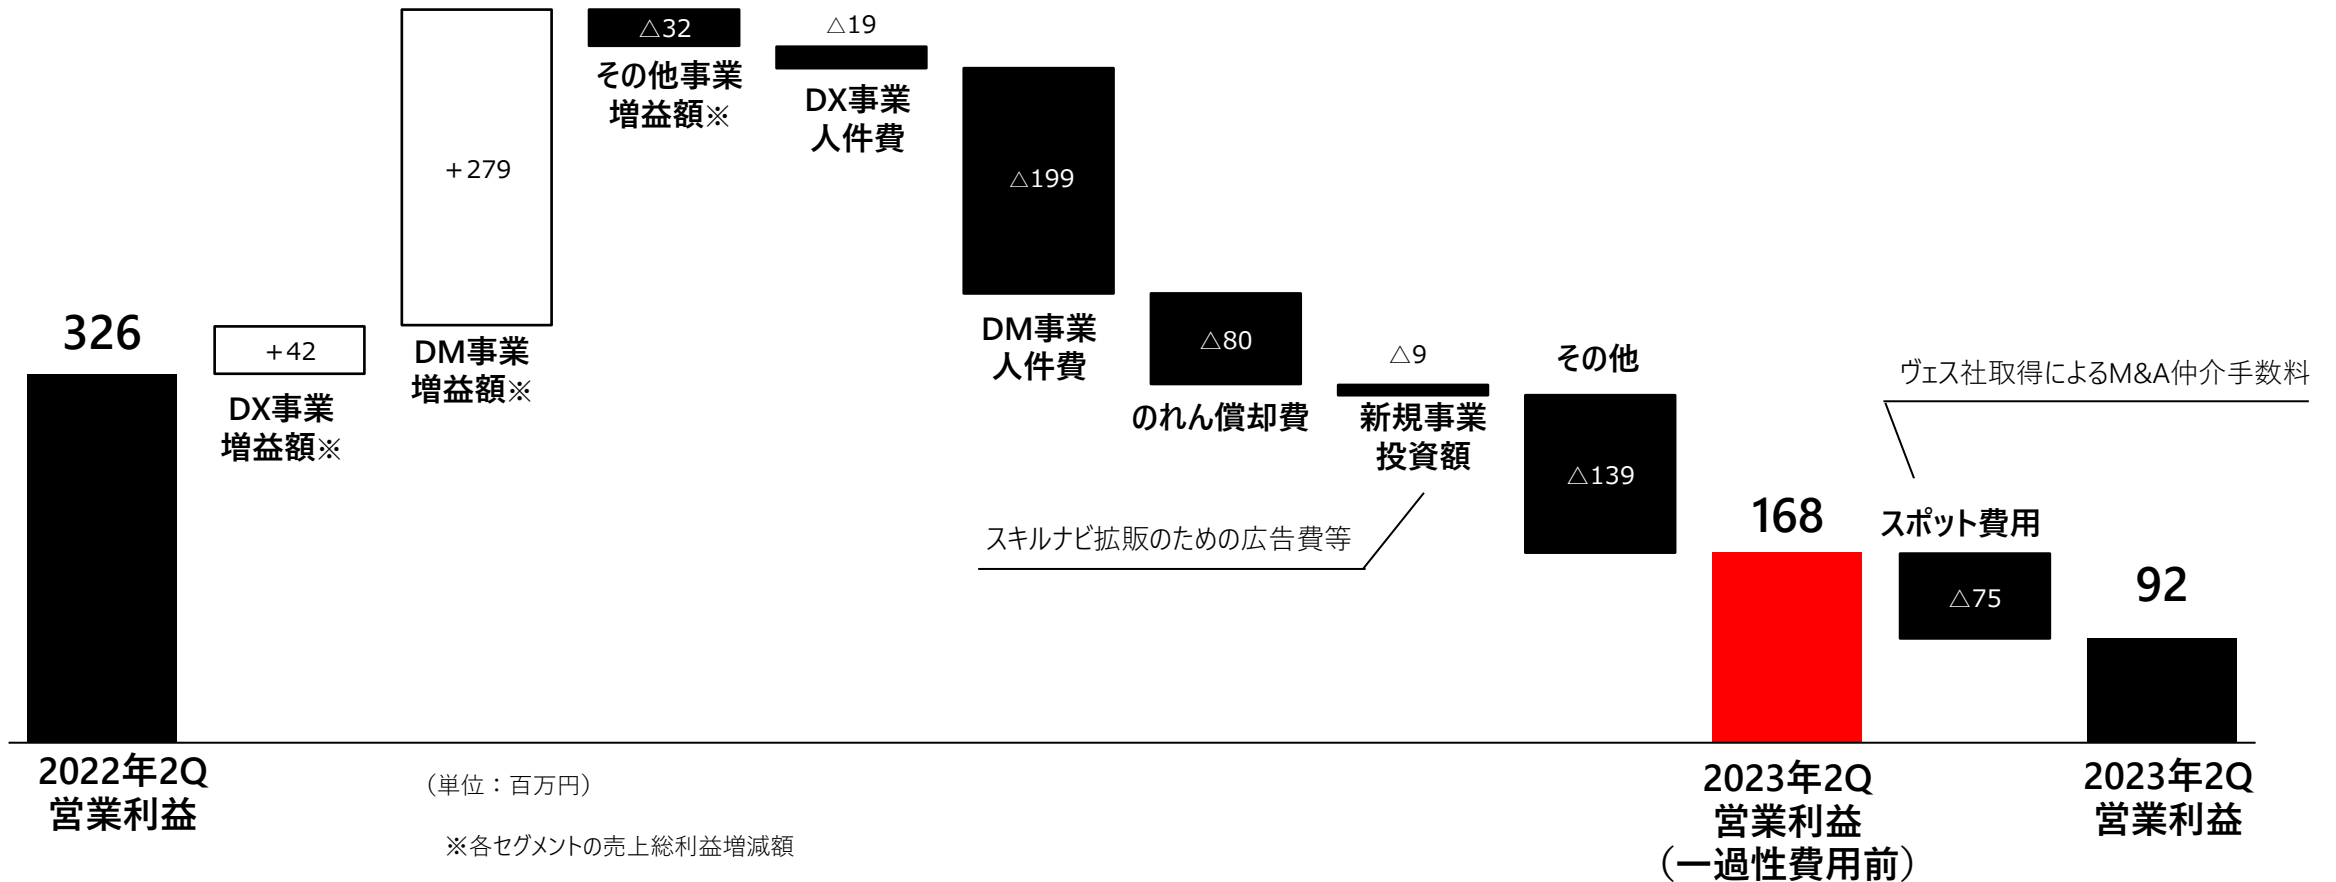 326
2022年2Q
営業利益
+42
DX事業
増益額※
+279
DM事業
増益額※
△32
その他事業
増益額※
△19
DX事業
人件費
△199
DM事業
人件費
△80
のれん償却費
△9
新規事業
投資額
スキルナビ拡販のための広告費等
その他
△139
168
2023年2Q
営業利益
（一過性費用前）
ヴェス社取得によるM&A仲介手数料
スポット費用
△75
92
2023年2Q
営業利益
（単位：百万円）
※各セグメントの売上総利益増減額